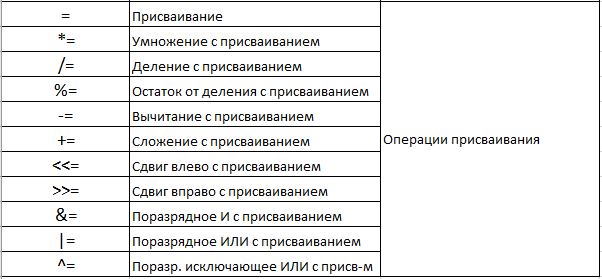 = Присваивание
*= Умножение с присваиванием
/= Деление с присваиванием
%= Остаток от деления с присваиванием
-= Вычитание с присваиванием
+= Сложение с присваиванием
Операции присваивания
<<= Сдвиг влево с присваиванием
>>= Сдвиг вправо с присваиванием
&= Поразрядное И с присваиванием
|= Поразрядное ИЛИ с присваиванием
^= Поразр. исключающее ИЛИ с присв-м